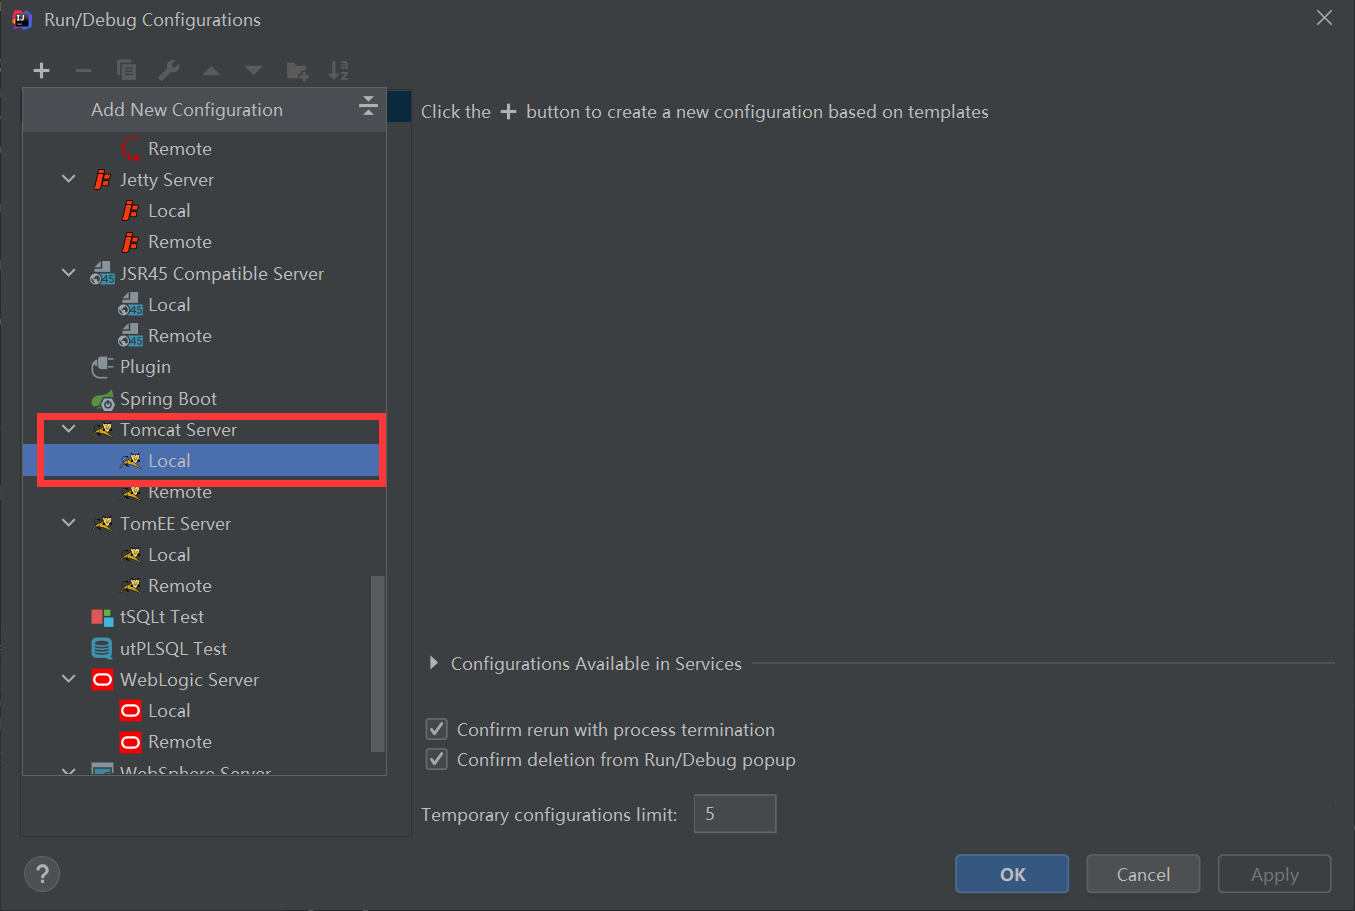 Run/Debug Configurations
Add New Configuration
Click the + button to create a new configuration based on templates
Remote
Jetty Server
Local
Remote
JSR45 Compatible Server
Local
Remote
Plugin
Spring Boot
Tomcat Server
Local
Remote
TomEE Server
Local
Remote
tSQLt Test
utPLSQL Test
WebLogic Server
Local
Remote
WebSphere Server
Configurations Available in Services
Confirm rerun with process termination
Confirm deletion from Run/Debug popup
Temporary configurations limit: 5
? OK Cancel Apply